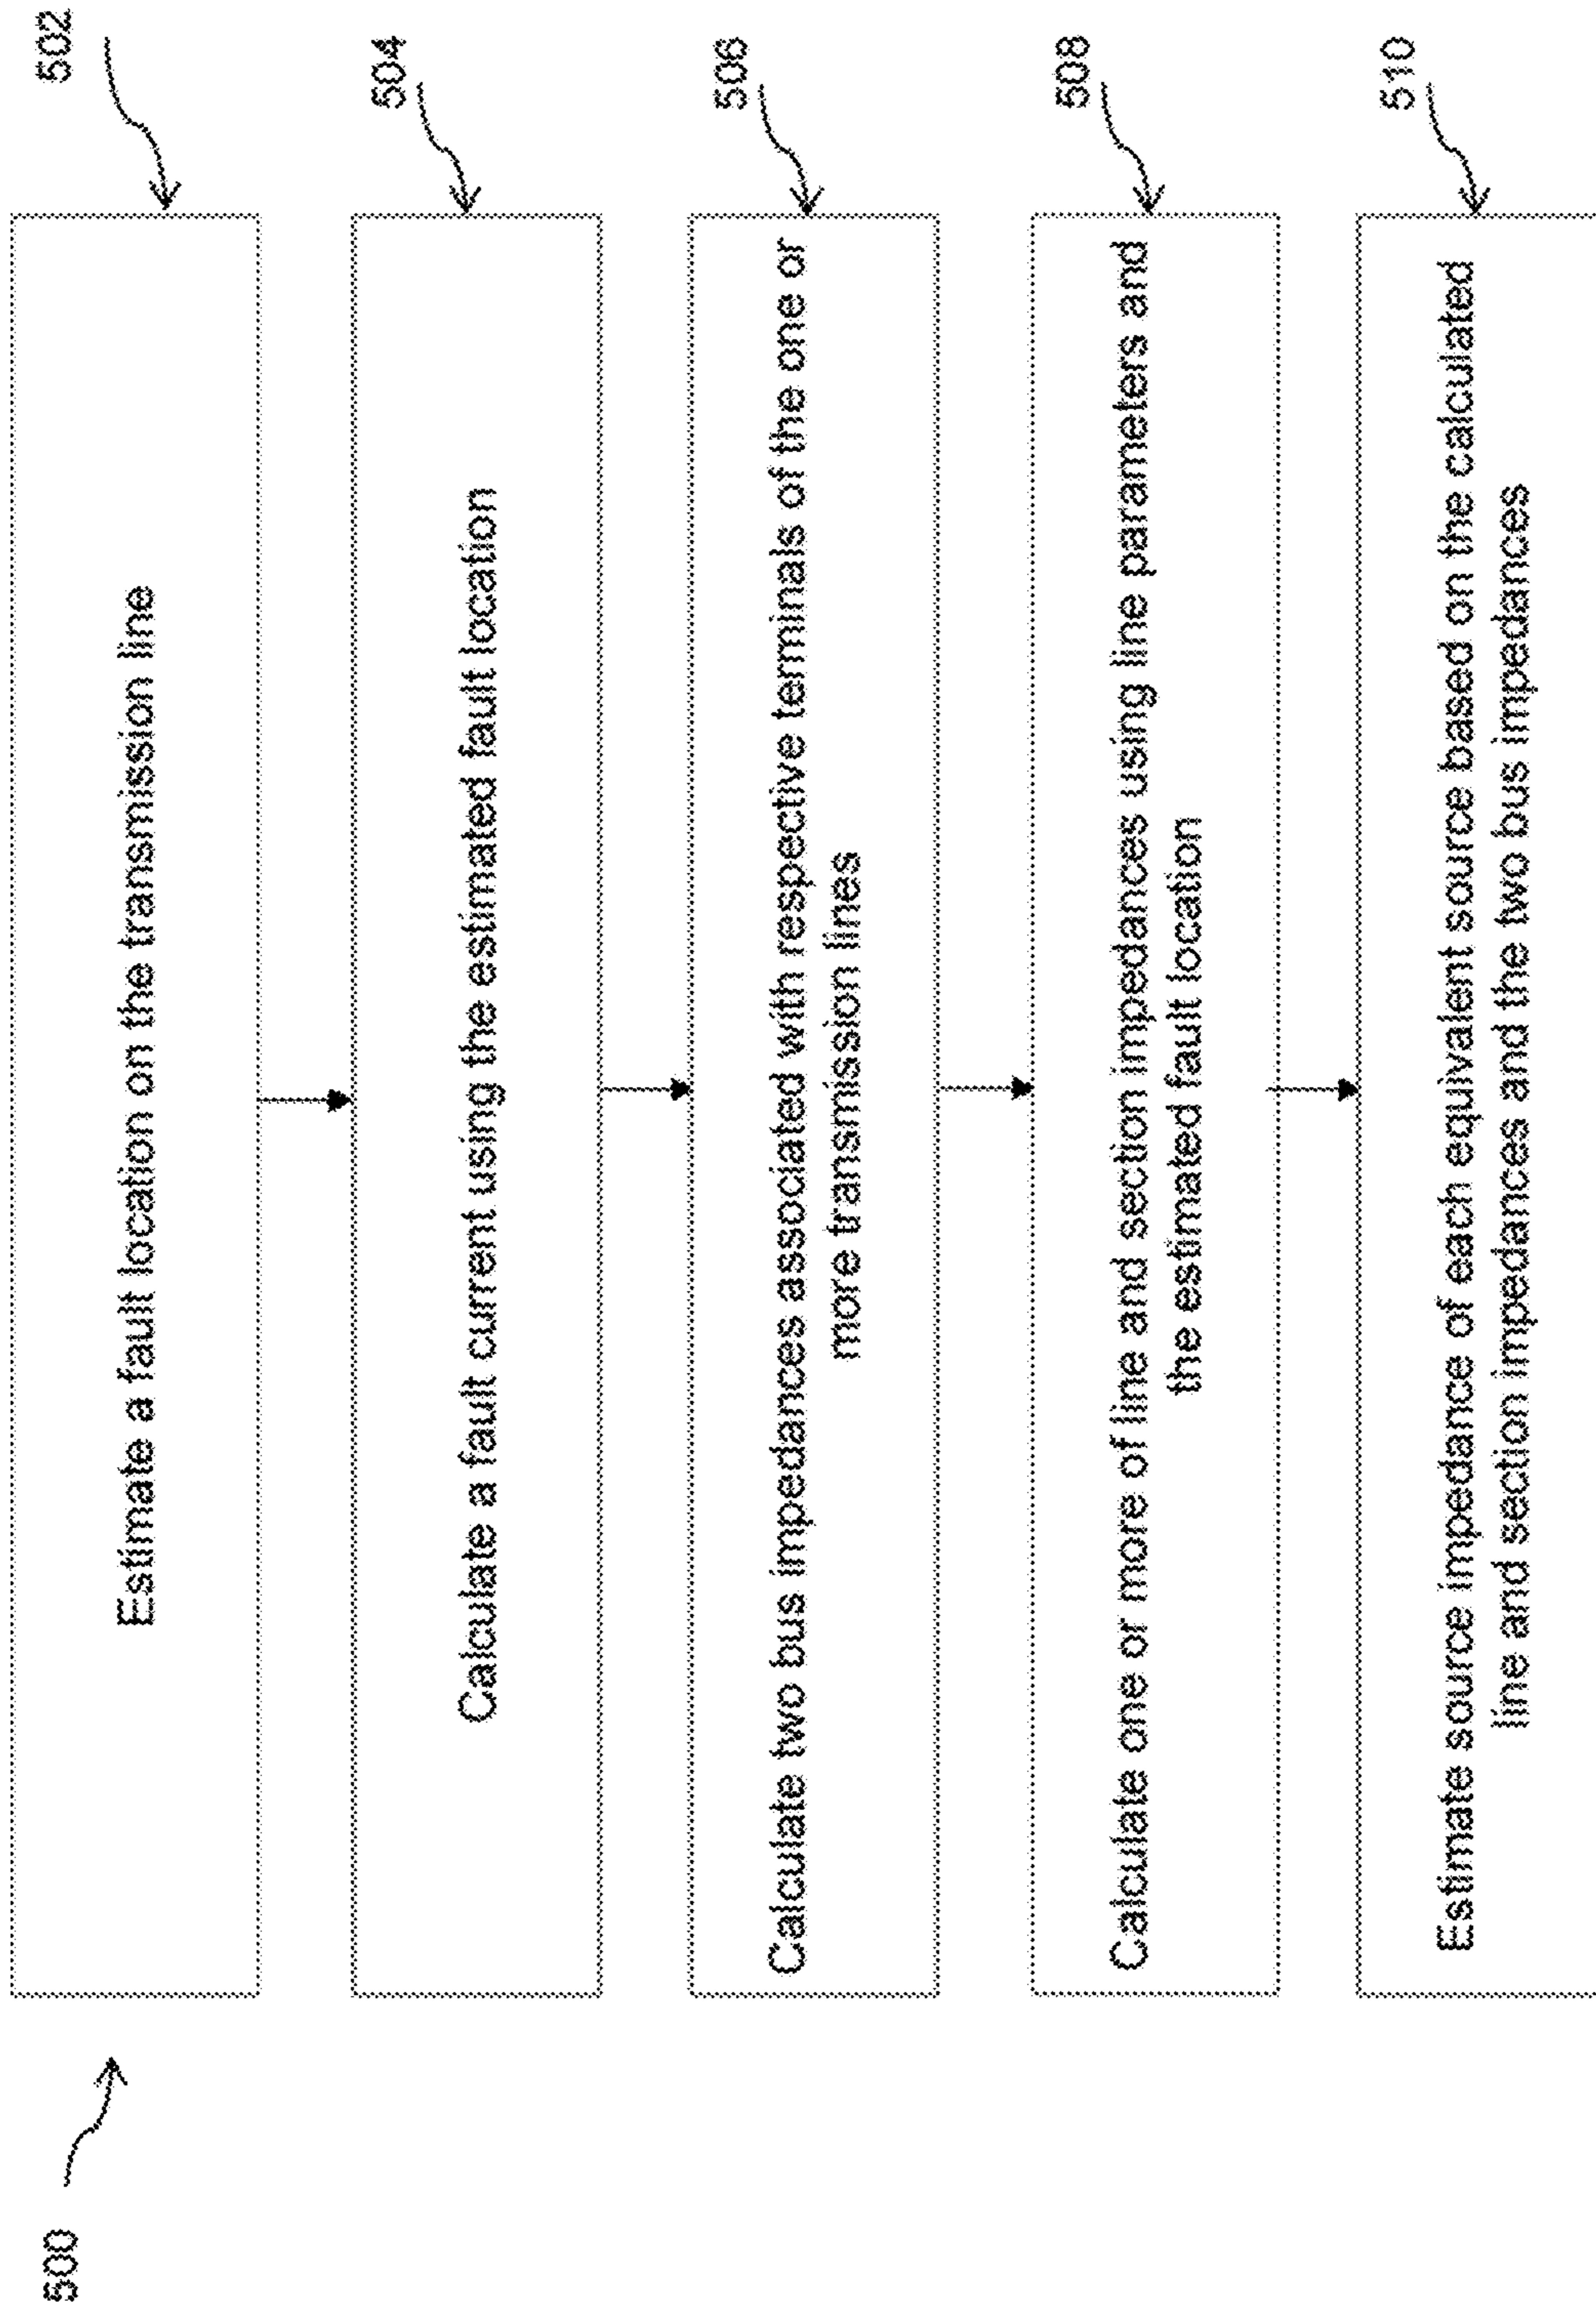 500
502
Estimate a fault location on the transmission line
504
Calculate a fault current using the estimated fault location
506
Calculate two bus impedances associated with respective terminals of the one or
more transmission lines
508
Calculate one or more of line and section impedances using line parameters and
the estimated fault location
510
Estimate source impedance of each equivalent source based on the calculated
line and section impedances and the two bus impedances